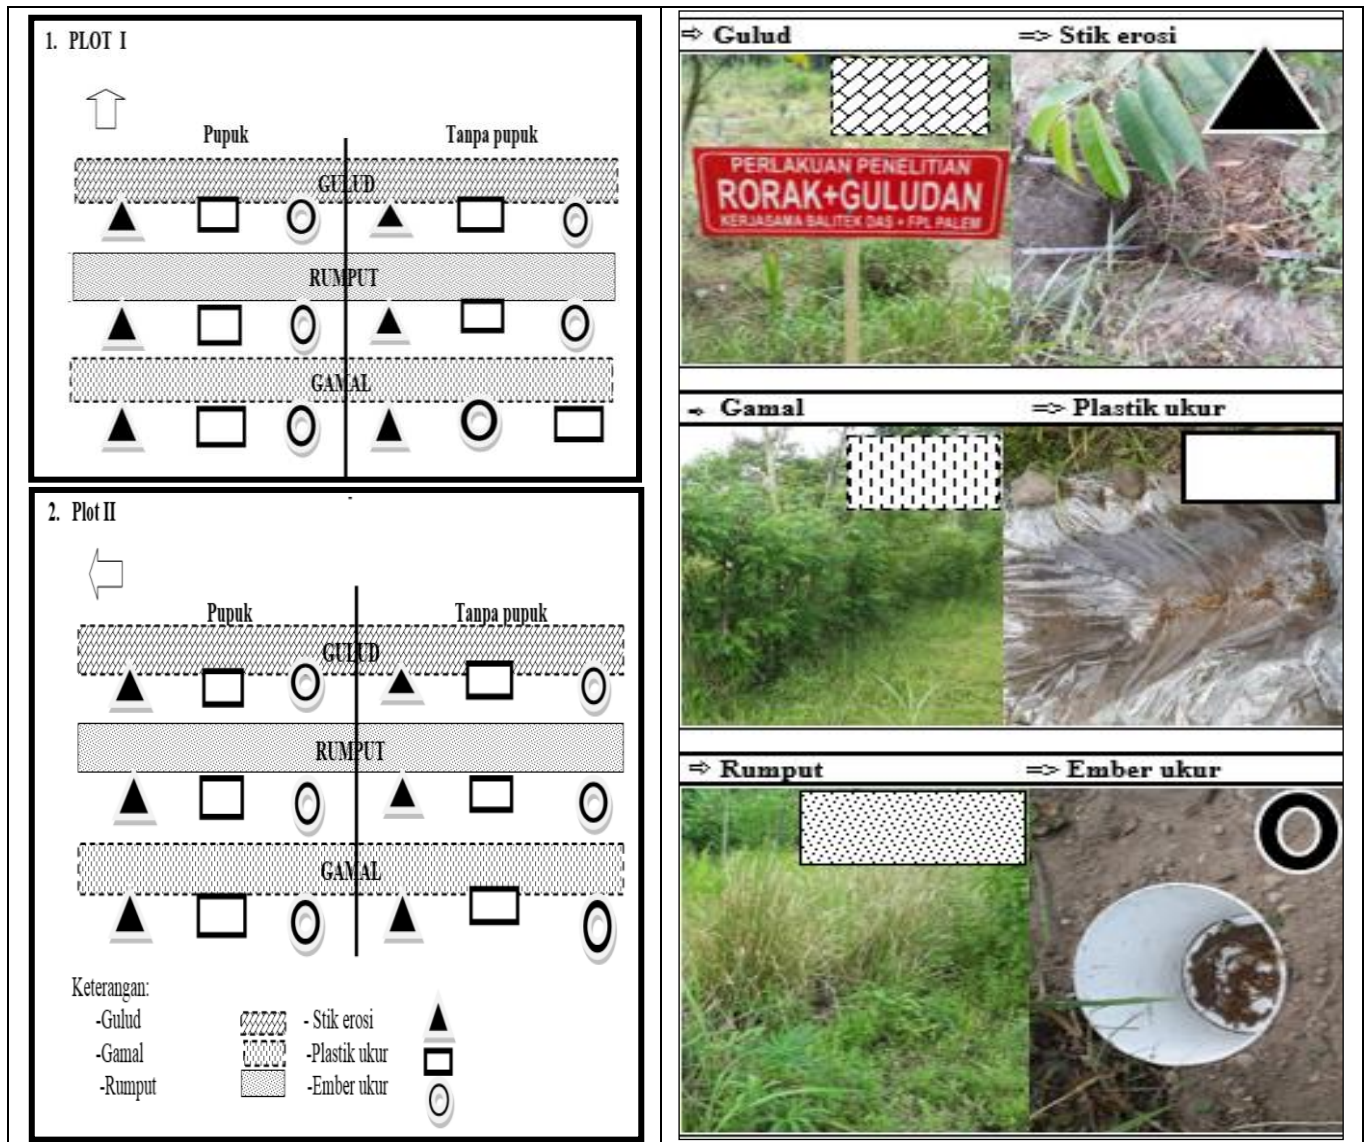 1. PLOT I
Pupuk Tanpa pupuk
GULUD
RUMPUT
GAMAL
2. Plot II
Pupuk Tanpa pupuk
GULUD
RUMPUT
GAMAL
Keterangan:
-Gulud - Stik erosi
-Gamal -Plastik ukur
-Rumput -Ember ukur
⇨ Gulud => Stik erosi
PERLAKUAN PENELITIAN
RORAK+GULUDAN
KERJASAMA BALITEK DAS + FPL PALEM
⇨ Gamal => Plastik ukur
⇨ Rumput => Ember ukur